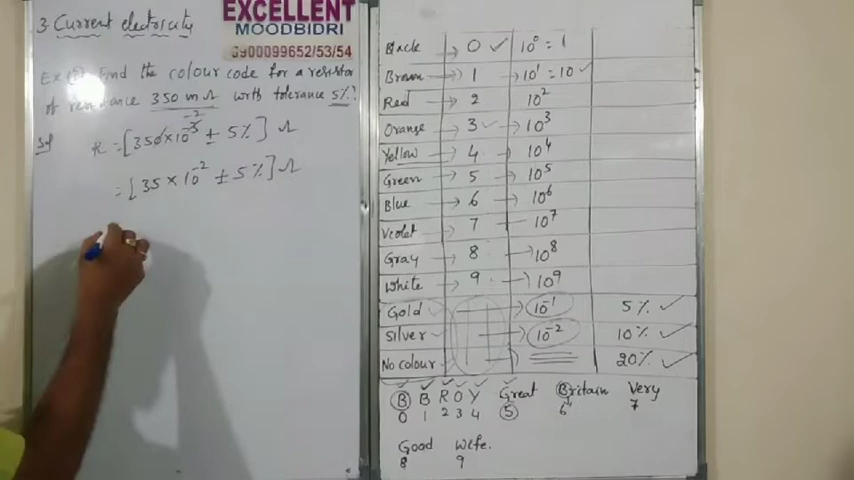 3. Current electricity
EXCELLENT
MOODBIDRI
9900099652/53/54
Find the colour code for a resistor
of resistance 350 mΩ with tolerance 5%.
Sol
R = [350 × 10⁻³ ± 5%] Ω
-2
= [35 × 10⁻² ± 5%] Ω
Black → 0 ✓ 10⁰ = 1
Brown → 1 → 10¹ = 10 ✓
Red → 2 10²
Orange → 3 ✓ → 10³
Yellow → 4 → 10⁴
Green → 5 → 10⁵
Blue → 6 → 10⁶
Violet → 7 → 10⁷
Gray → 8 → 10⁸
White → 9 → 10⁹
Gold → 10⁻¹ 5% ✓
Silver → 10⁻² 10% ✓
No colour → 20% ✓
B B R O Y Great Britain Very
0 1 2 3 4 5 6 7
Good Wife.
8 9